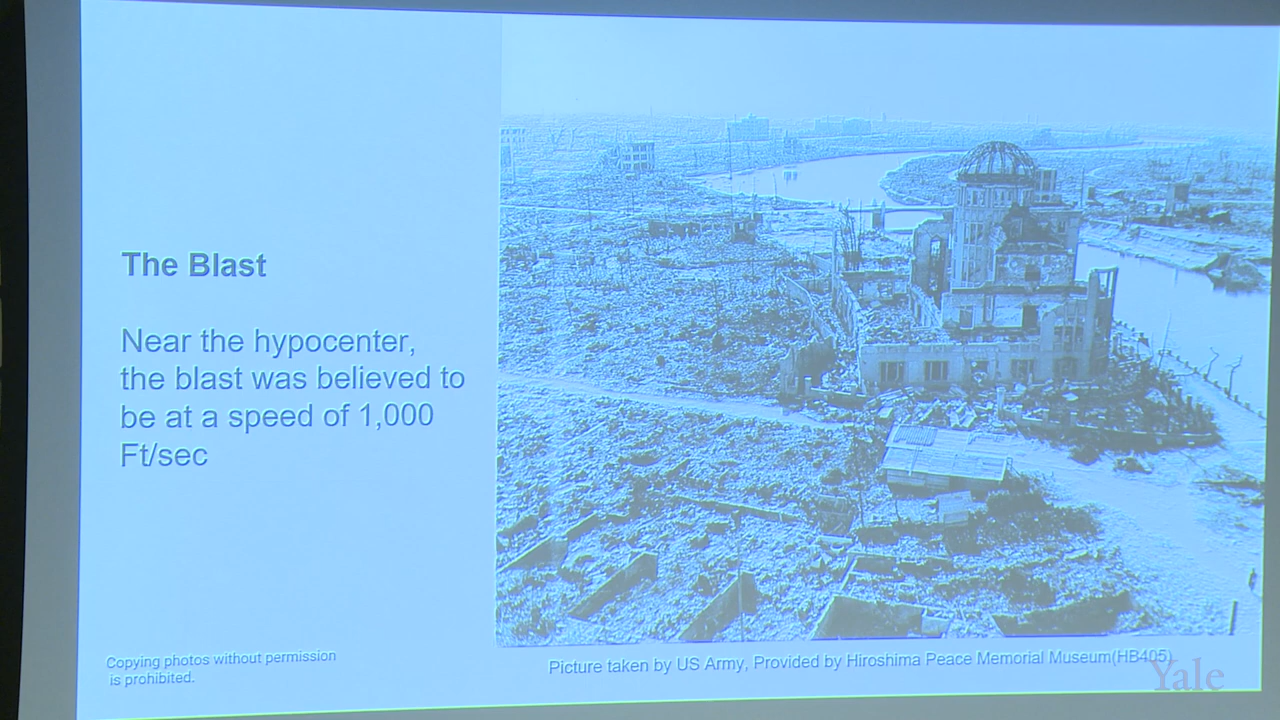 The Blast
Near the hypocenter,
the blast was believed to
be at a speed of 1,000
Ft/sec
Copying photos without permission
is prohibited.
Picture taken by US Army, Provided by Hiroshima Peace Memorial Museum(HB405)
Yale